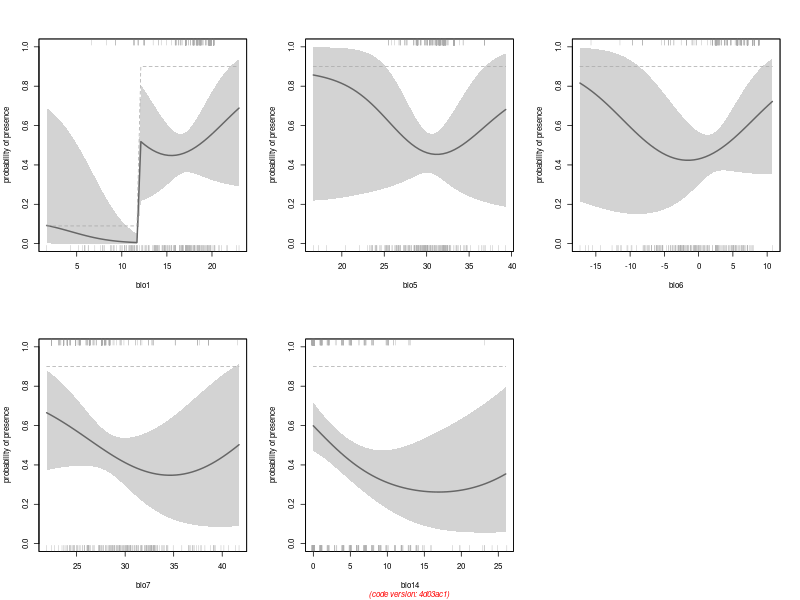 probability of presence
0.0 0.2 0.4 0.6 0.8 1.0
5 10 15 20
bio1
probability of presence
0.0 0.2 0.4 0.6 0.8 1.0
20 25 30 35 40
bio5
probability of presence
0.0 0.2 0.4 0.6 0.8 1.0
-15 -10 -5 0 5 10
bio6
probability of presence
0.0 0.2 0.4 0.6 0.8 1.0
25 30 35 40
bio7
probability of presence
0.0 0.2 0.4 0.6 0.8 1.0
0 5 10 15 20 25
bio14
(code version: 4d03ac1)